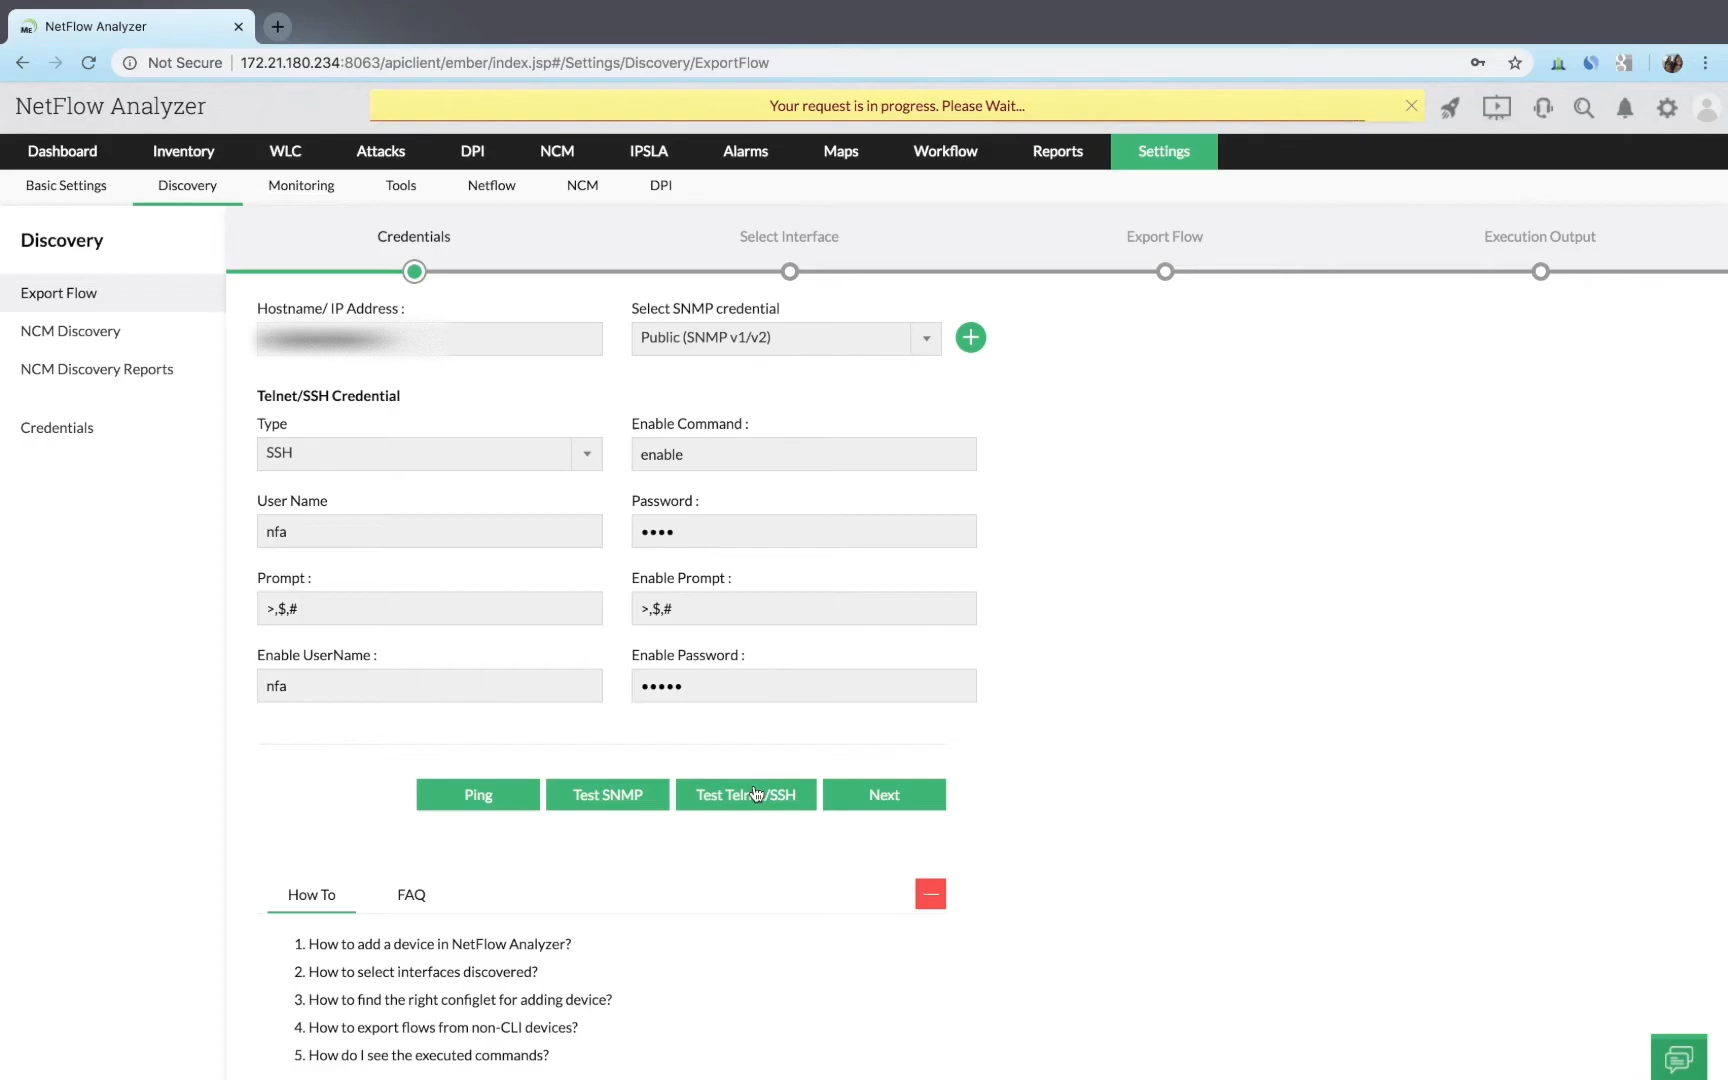 NetFlow Analyzer
Not Secure
172.21.180.234:8063/apiclient/ember/index.jsp#/Settings/Discovery/ExportFlow
NetFlow Analyzer
Your request is in progress. Please Wait...
Dashboard
Inventory
WLC
Attacks
DPI
NCM
IPSLA
Alarms
Maps
Workflow
Reports
Settings
Basic Settings
Discovery
Monitoring
Tools
Netflow
NCM
DPI
Discovery
Export Flow
NCM Discovery
NCM Discovery Reports
Credentials
Credentials
Select Interface
Export Flow
Execution Output
Hostname/ IP Address :
Select SNMP credential
Public (SNMP v1/v2)
Telnet/SSH Credential
Type
Enable Command :
SSH
enable
User Name
Password :
nfa
••••
Prompt :
Enable Prompt :
>,$,#
>,$,#
Enable UserName :
Enable Password :
nfa
•••••
Ping
Test SNMP
Test Telnet/SSH
Next
How To
FAQ
1. How to add a device in NetFlow Analyzer?
2. How to select interfaces discovered?
3. How to find the right configlet for adding device?
4. How to export flows from non-CLI devices?
5. How do I see the executed commands?